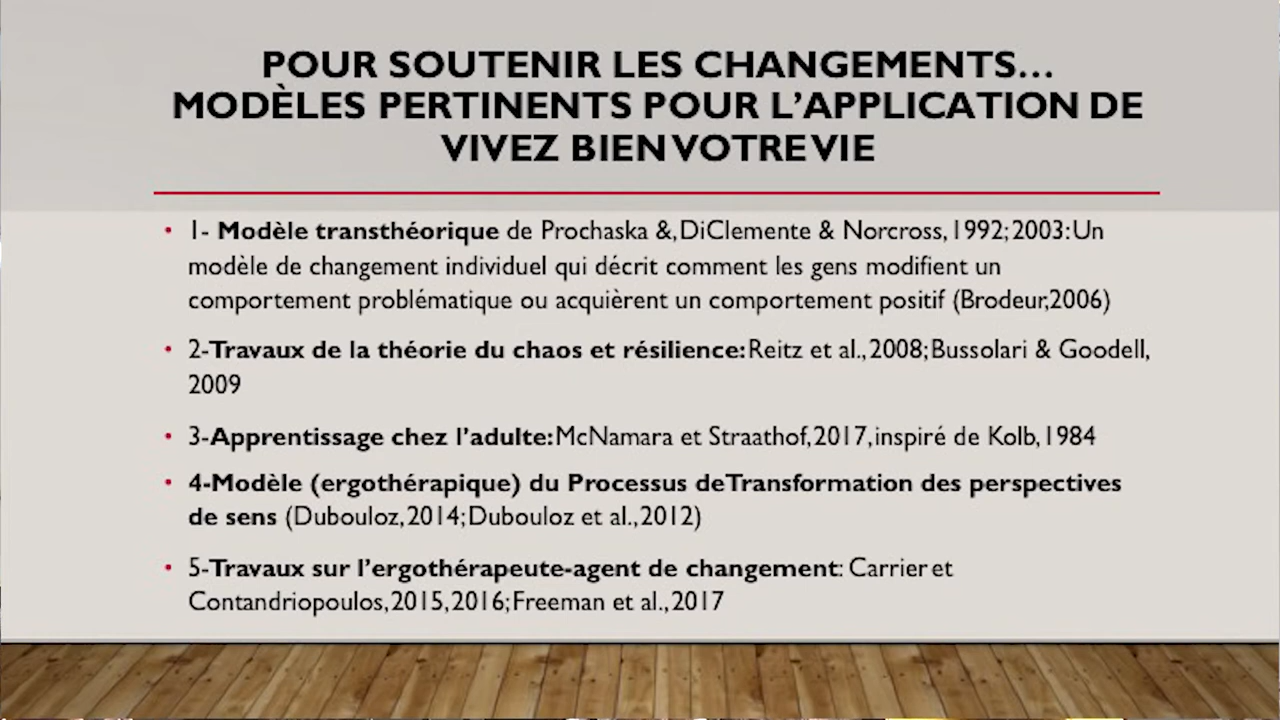 POUR SOUTENIR LES CHANGEMENTS…
MODÈLES PERTINENTS POUR L'APPLICATION DE
VIVEZ BIEN VOTRE VIE
• 1- Modèle transthéorique de Prochaska &,DiClemente & Norcross, 1992; 2003: Un
modèle de changement individuel qui décrit comment les gens modifient un
comportement problématique ou acquièrent un comportement positif (Brodeur,2006)
• 2-Travaux de la théorie du chaos et résilience: Reitz et al., 2008; Bussolari & Goodell,
2009
• 3-Apprentissage chez l'adulte: McNamara et Straathof, 2017, inspiré de Kolb, 1984
• 4-Modèle (ergothérapique) du Processus de Transformation des perspectives
de sens (Dubouloz, 2014; Dubouloz et al., 2012)
• 5-Travaux sur l'ergothérapeute-agent de changement: Carrier et
Contandriopoulos, 2015, 2016; Freeman et al., 2017